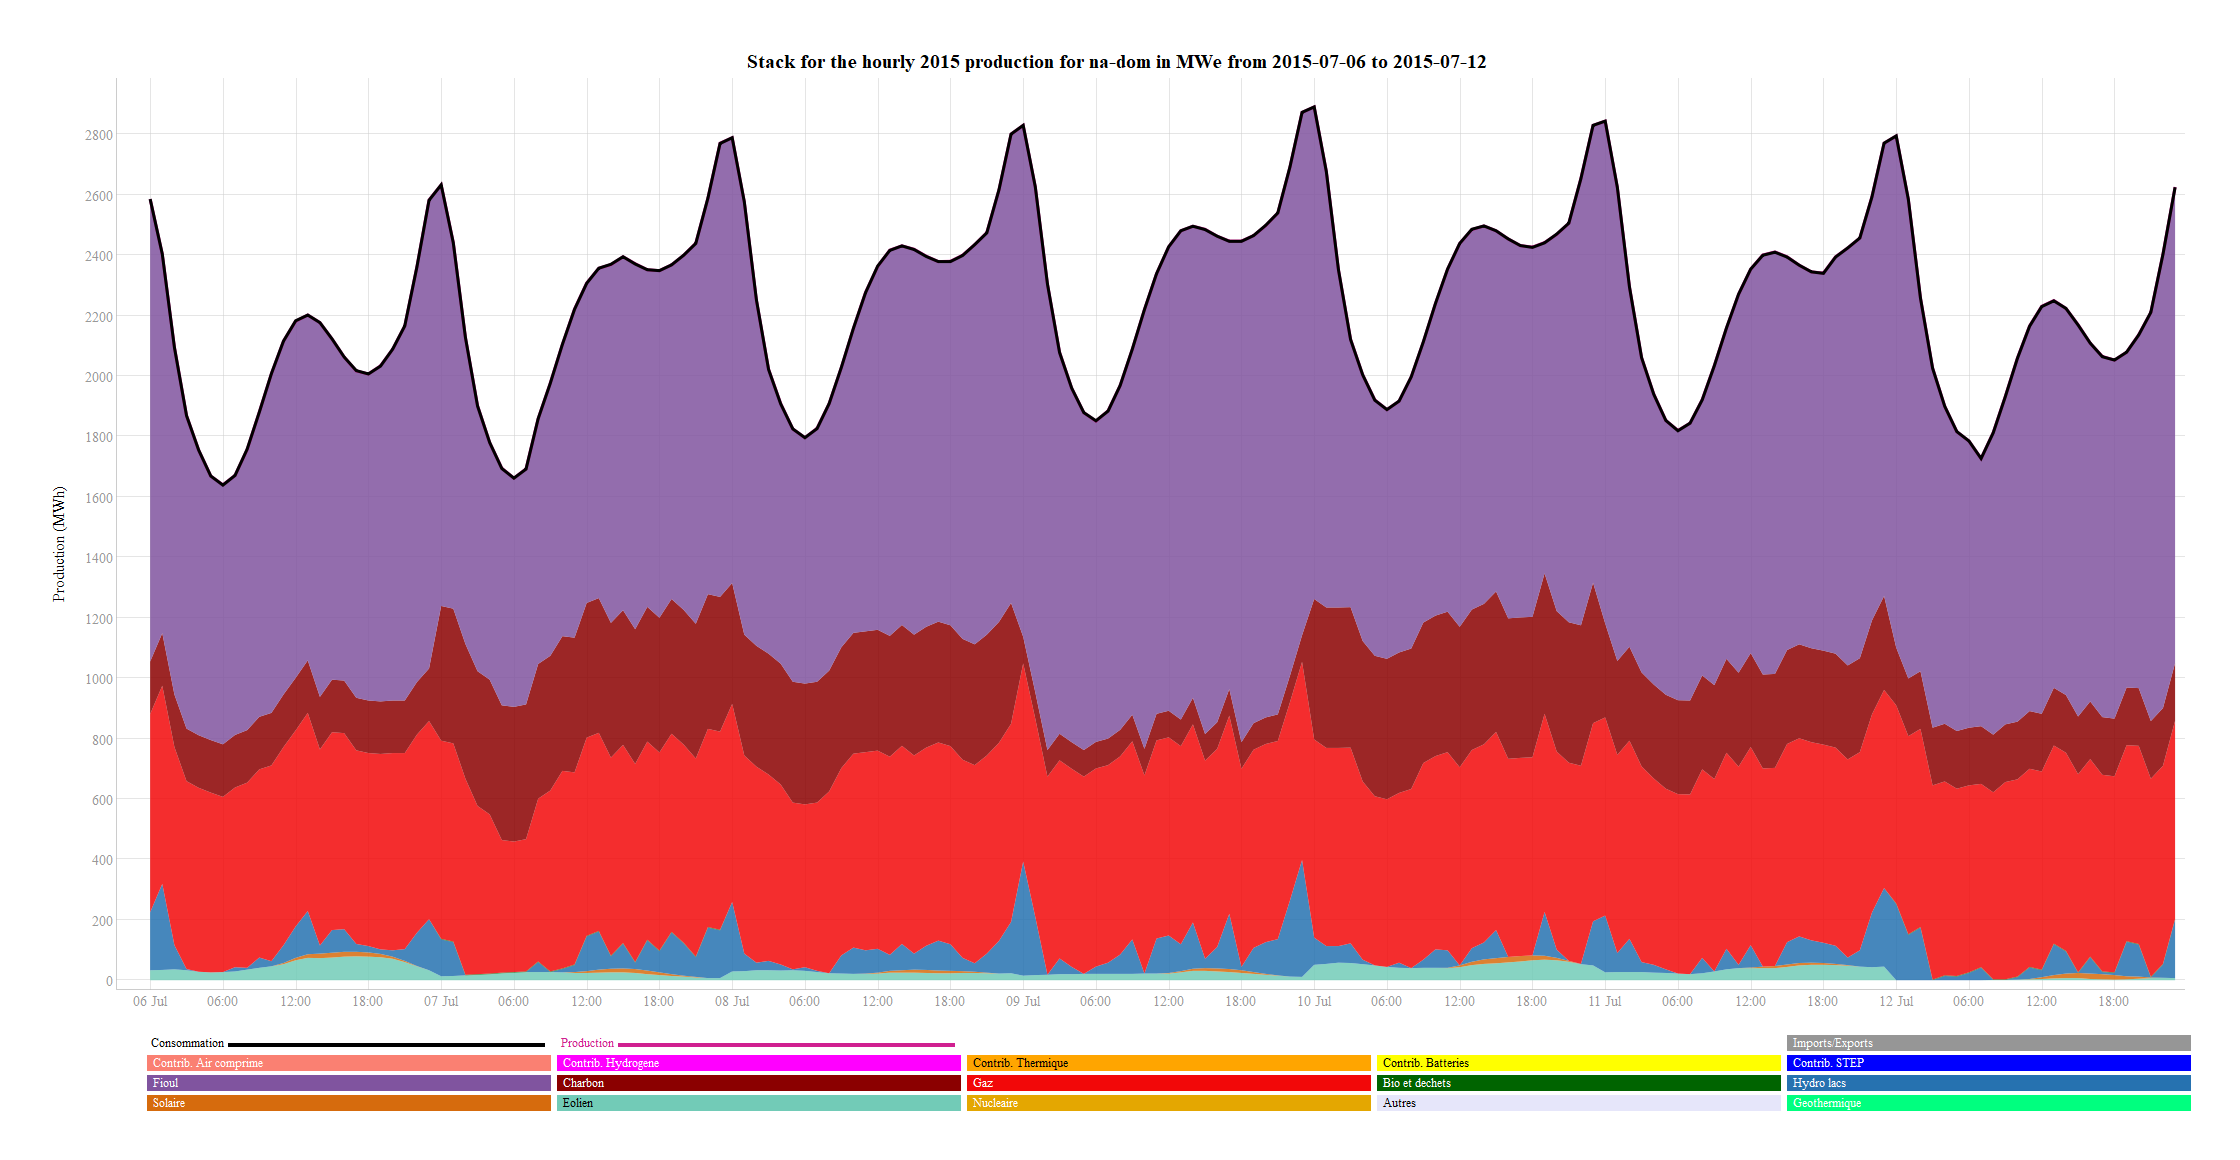 Stack for the hourly 2015 production for na-dom in MWe from 2015-07-06 to 2015-07-12
Production (MWh)
2800
2600
2400
2200
2000
1800
1600
1400
1200
1000
800
600
400
200
0
06 Jul 06:00 12:00 18:00 07 Jul 06:00 12:00 18:00 08 Jul 06:00 12:00 18:00 09 Jul 06:00 12:00 18:00 10 Jul 06:00 12:00 18:00 11 Jul 06:00 12:00 18:00 12 Jul 06:00 12:00 18:00
Consommation Production Imports/Exports
Contrib. Air comprime Contrib. Hydrogene Contrib. Thermique Contrib. Batteries Contrib. STEP
Fioul Charbon Gaz Bio et dechets Hydro lacs
Solaire Eolien Nucleaire Autres Geothermique